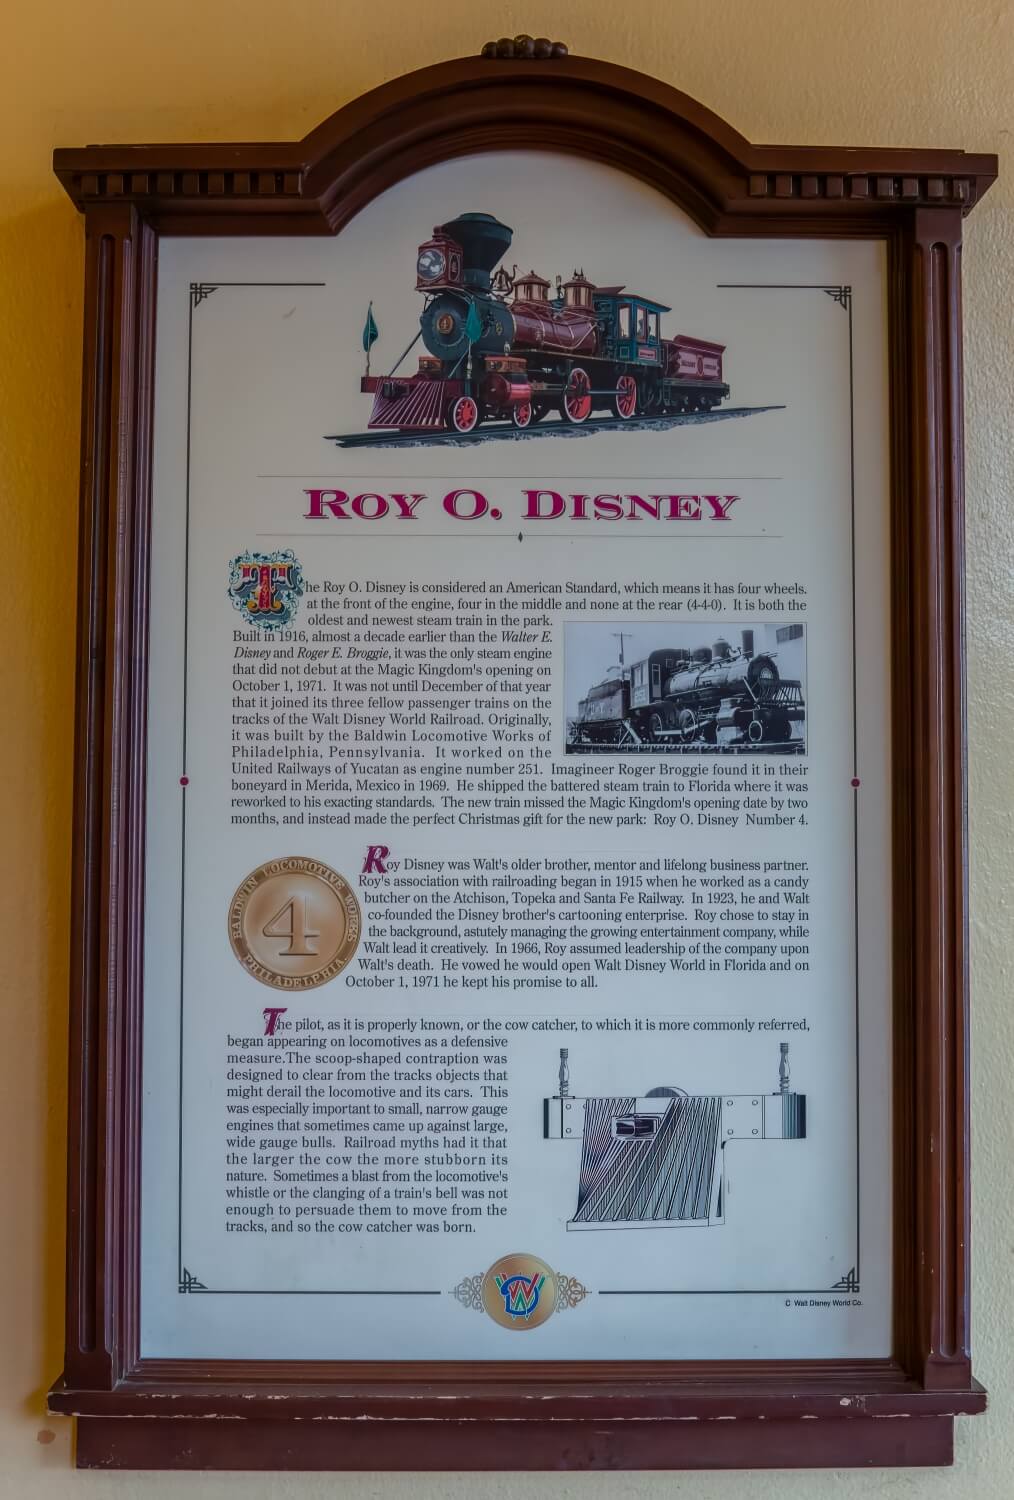 ROY O. DISNEY
The Roy O. Disney is considered an American Standard, which means it has four wheels.
at the front of the engine, four in the middle and none at the rear (4-4-0). It is both the
oldest and newest steam train in the park.
Built in 1916, almost a decade earlier than the Walter E.
Disney and Roger E. Broggie, it was the only steam engine
that did not debut at the Magic Kingdom's opening on
October 1, 1971. It was not until December of that year
that it joined its three fellow passenger trains on the
tracks of the Walt Disney World Railroad. Originally,
it was built by the Baldwin Locomotive Works of
Philadelphia, Pennsylvania. It worked on the
United Railways of Yucatan as engine number 251. Imagineer Roger Broggie found it in their
boneyard in Merida, Mexico in 1969. He shipped the battered steam train to Florida where it was
reworked to his exacting standards. The new train missed the Magic Kingdom's opening date by two
months, and instead made the perfect Christmas gift for the new park: Roy O. Disney Number 4.
BALDWIN LOCOMOTIVE WORKS
4
PHILADELPHIA
Roy Disney was Walt's older brother, mentor and lifelong business partner.
Roy's association with railroading began in 1915 when he worked as a candy
butcher on the Atchison, Topeka and Santa Fe Railway. In 1923, he and Walt
co-founded the Disney brother's cartooning enterprise. Roy chose to stay in
the background, astutely managing the growing entertainment company, while
Walt lead it creatively. In 1966, Roy assumed leadership of the company upon
Walt's death. He vowed he would open Walt Disney World in Florida and on
October 1, 1971 he kept his promise to all.
The pilot, as it is properly known, or the cow catcher, to which it is more commonly referred,
began appearing on locomotives as a defensive
measure.The scoop-shaped contraption was
designed to clear from the tracks objects that
might derail the locomotive and its cars. This
was especially important to small, narrow gauge
engines that sometimes came up against large,
wide gauge bulls. Railroad myths had it that
the larger the cow the more stubborn its
nature. Sometimes a blast from the locomotive's
whistle or the clanging of a train's bell was not
enough to persuade them to move from the
tracks, and so the cow catcher was born.
WDW
© Walt Disney World Co.